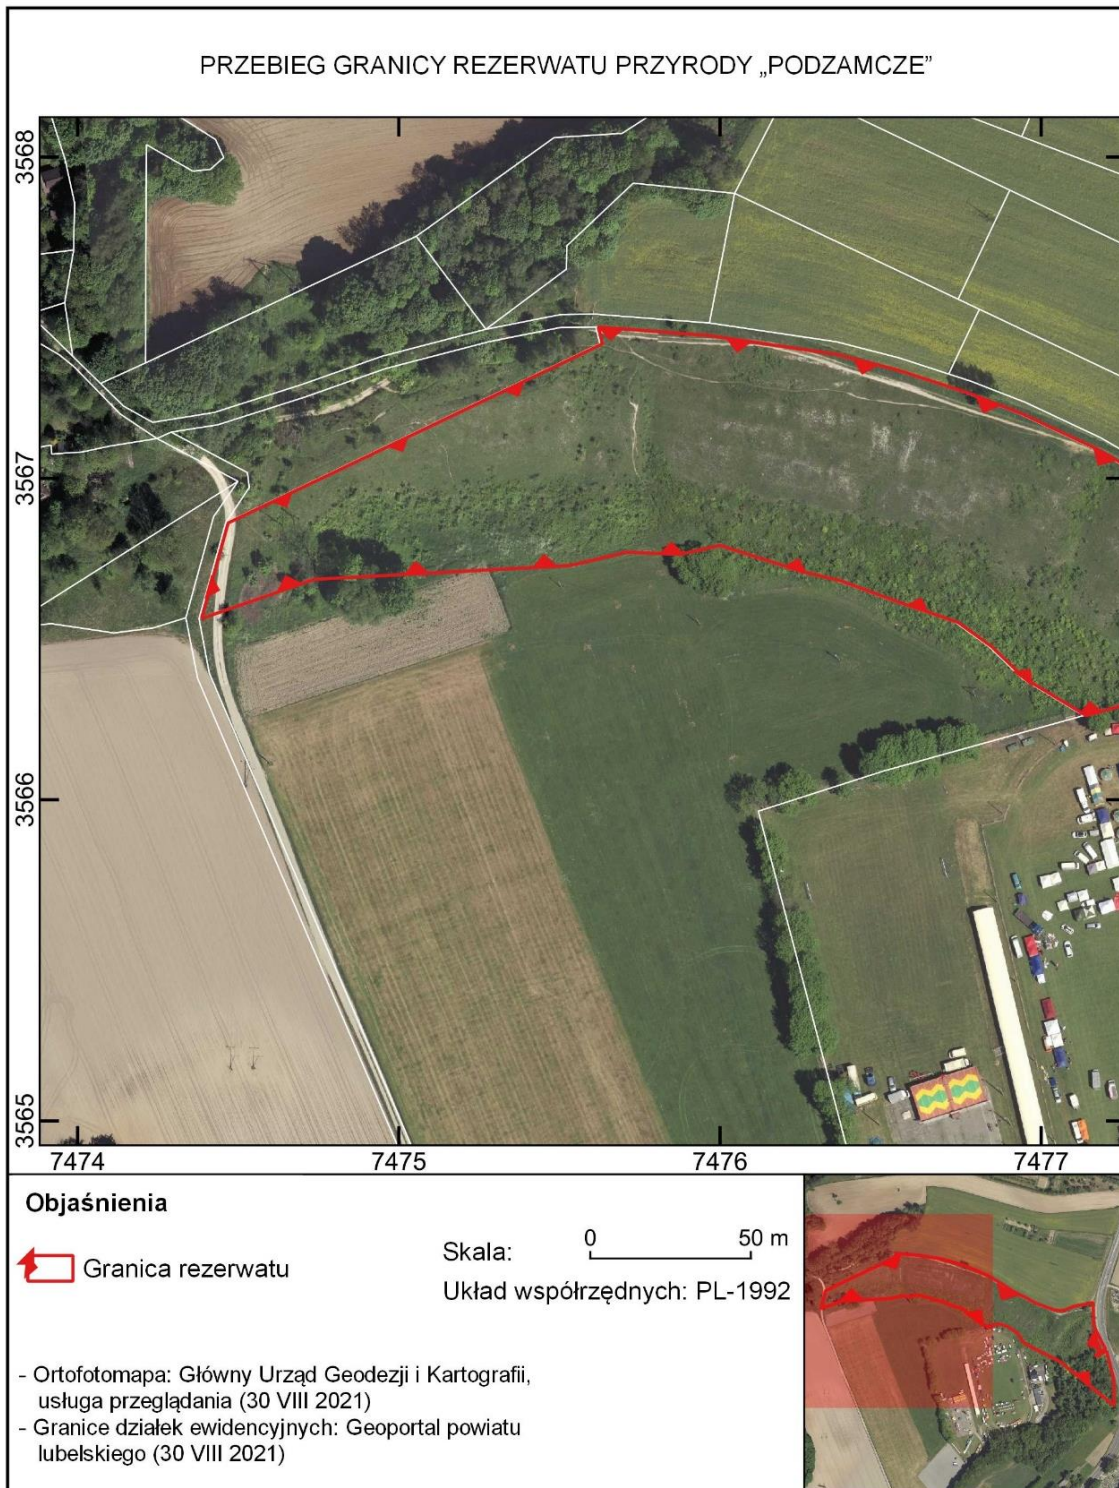 PRZEBIEG GRANICY REZERWATU PRZYRODY „PODZAMCZE”
3568
3567
3566
3565
7474
7475
7476
7477
Objaśnienia
Granica rezerwatu
Skala:
0
50 m
Układ współrzędnych: PL-1992
- Ortofotomapa: Główny Urząd Geodezji i Kartografii,
usługa przeglądania (30 VIII 2021)
- Granice działek ewidencyjnych: Geoportal powiatu
lubelskiego (30 VIII 2021)